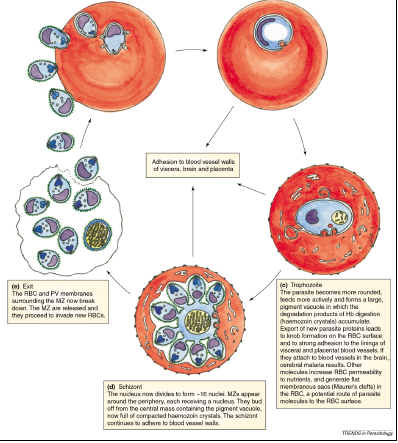 Adhesion to blood vessel walls
of viscera, brain and placenta
(e) Exit
The RBC and PV membranes
surrounding the MZ now break
down. The MZ are released and
they proceed to invade new RBCs.
(c) Trophozoite
The parasite becomes more rounded,
feeds more actively and forms a large,
pigment vacuole in which the
degradation products of Hb digestion
(haemozoin crystals) accumulate.
Export of new parasite proteins leads
to knob formation on the RBC surface
and to strong adhesion to the linings of
visceral and placental blood vessels. If
they attach to blood vessels in the brain,
cerebral malaria results. Other
molecules increase RBC permeability
to nutrients, and generate flat
membranous sacs (Maurer's clefts) in
the RBC, a potential route of parasite
molecules to the RBC surface.
(d) Schizont
The nucleus now divides to form ~16 nuclei. MZs appear
around the periphery, each receiving a nucleus. They bud
off from the central mass containing the pigment vacuole,
now full of compacted haemozoin crystals. The schizont
continues to adhere to blood vessel walls.
TRENDS in Parasitology